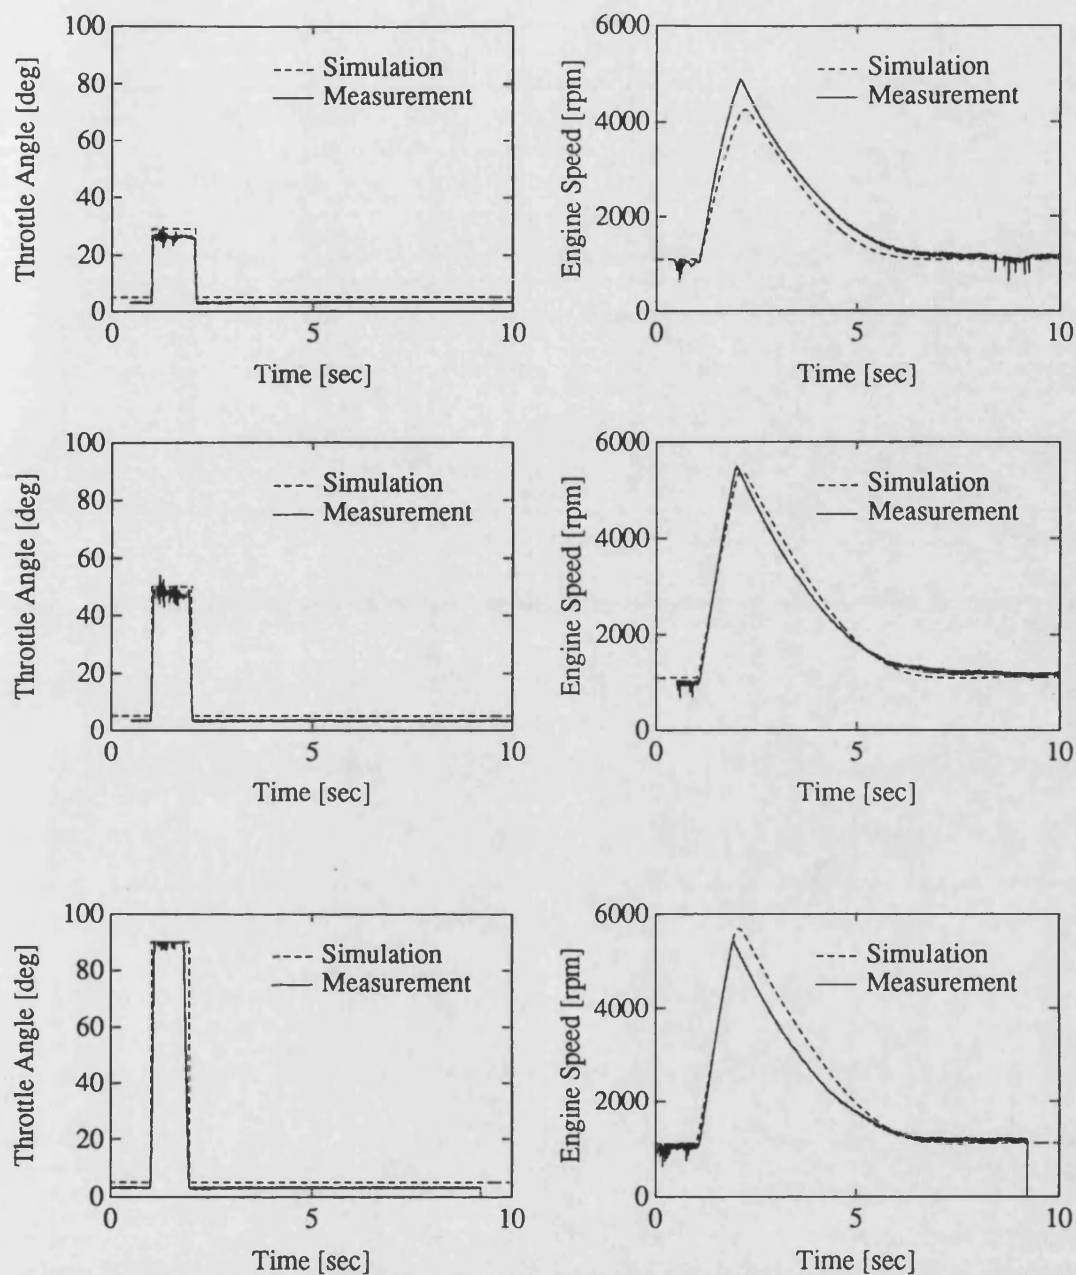 100
80
60
40
20
0
Throttle Angle [deg]
Simulation
Measurement
0 5 10
Time [sec]
6000
4000
2000
0
Engine Speed [rpm]
Simulation
Measurement
0 5 10
Time [sec]
100
80
60
40
20
0
Throttle Angle [deg]
Simulation
Measurement
0 5 10
Time [sec]
6000
4000
2000
0
Engine Speed [rpm]
Simulation
Measurement
0 5 10
Time [sec]
100
80
60
40
20
0
Throttle Angle [deg]
Simulation
Measurement
0 5 10
Time [sec]
6000
4000
2000
0
Engine Speed [rpm]
Simulation
Measurement
0 5 10
Time [sec]